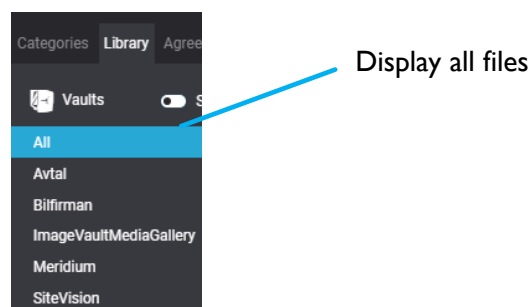 Categories Library Agree
Display all files
Vaults S
All
Avtal
Bilfirman
ImageVaultMediaGallery
Meridium
SiteVision